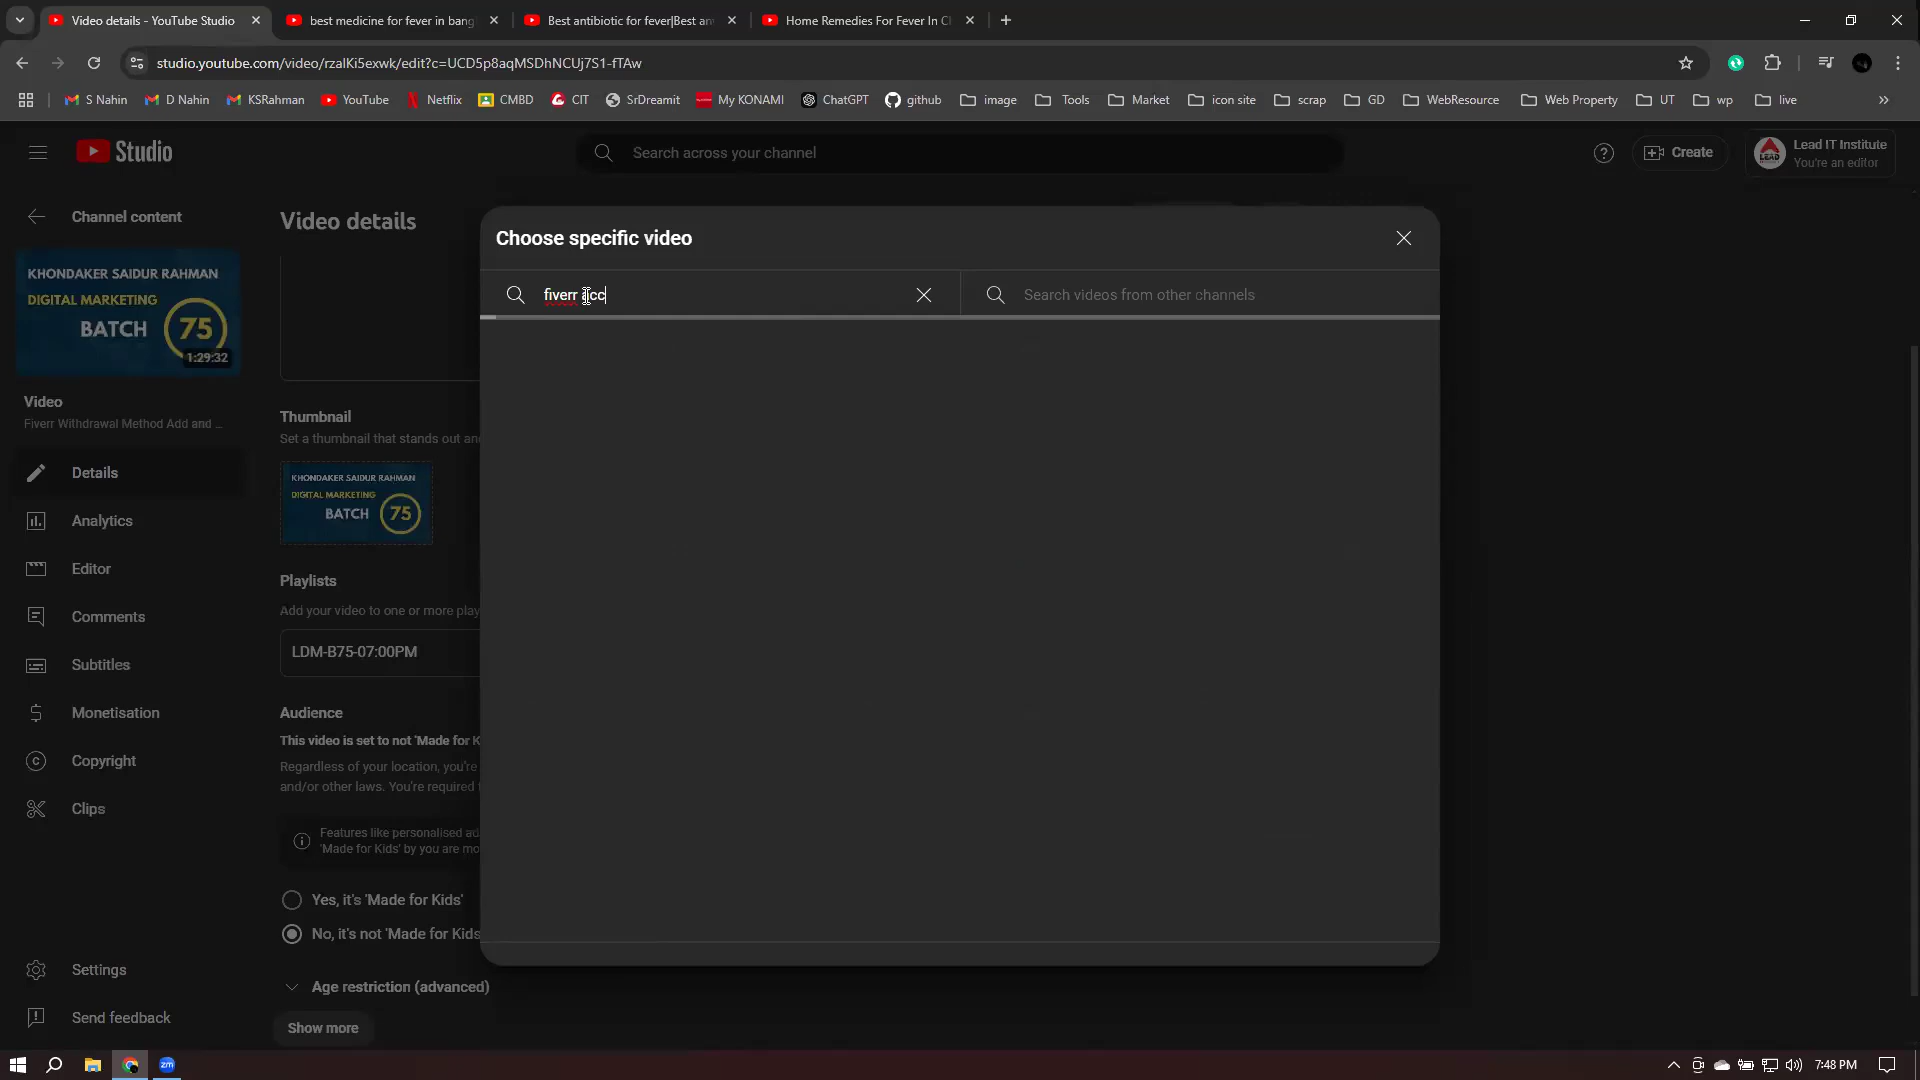 Video details - YouTube Studio
best medicine for fever in bang
Best antibiotic for fever|Best an
Home Remedies For Fever In C
studio.youtube.com/video/rzalKi5exwk/edit?c=UCD5p8aqMSDhNCUj7S1-fTAw
S Nahin
D Nahin
KSRahman
YouTube
Netflix
CMBD
CIT
SrDreamit
My KONAMI
ChatGPT
github
image
Tools
Market
icon site
scrap
GD
WebResource
Web Property
UT
wp
live
Studio
Search across your channel
Create
Lead IT Institute
You're an editor
Channel content
Video details
Choose specific video
fiverr acc
Search videos from other channels
KHONDAKER SAIDUR RAHMAN
DIGITAL MARKETING
BATCH 75
1:29:32
Video
Fiverr Withdrawal Method Add and ...
Details
Analytics
Editor
Comments
Subtitles
Monetisation
Copyright
Clips
Settings
Send feedback
Thumbnail
Set a thumbnail that stands out an
KHONDAKER SAIDUR RAHMAN
DIGITAL MARKETING
BATCH 75
Playlists
Add your video to one or more play
LDM-B75-07:00PM
Audience
This video is set to not 'Made for K
Regardless of your location, you're
and/or other laws. You're required
Features like personalised ad
'Made for Kids' by you are mo
Yes, it's 'Made for Kids'
No, it's not 'Made for Kids
Age restriction (advanced)
Show more
zm
7:48 PM